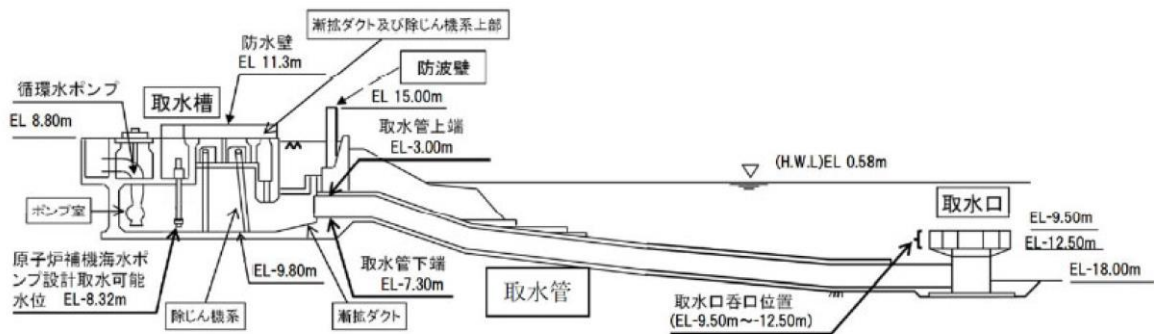 漸拡ダクト及び除じん機系上部
防水壁
EL 11.3m
防波壁
循環水ポンプ
取水槽
EL 15.00m
EL 8.80m
取水管上端
EL-3.00m
(H.W.L)EL 0.58m
取水口
ポンプ室
EL-9.50m
EL-12.50m
原子炉補機海水ポ
ンプ設計取水可能
水位 EL-8.32m
EL-9.80m
取水管下端
EL-7.30m
EL-18.00m
取水管
除じん機系
漸拡ダクト
取水口呑口位置
(EL-9.50m～-12.50m)